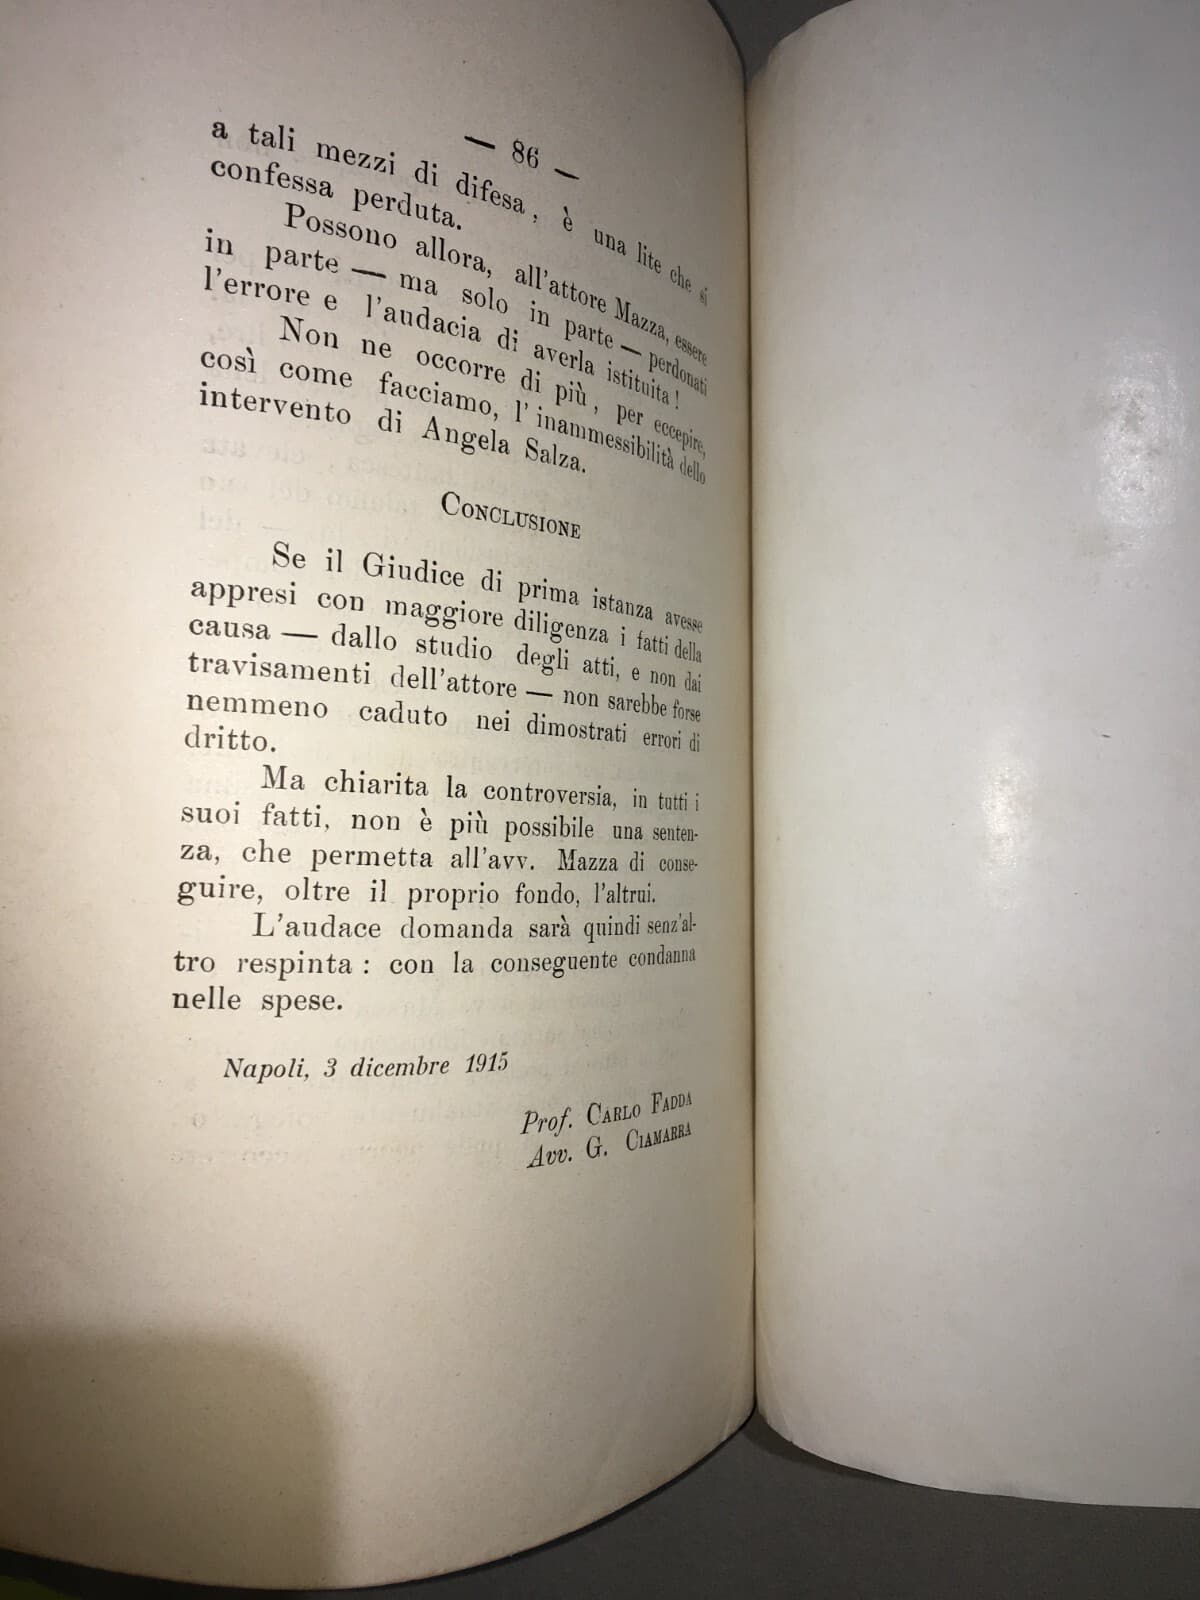 — 86 —
a tali mezzi di difesa, è una lite che si
confessa perduta.
Possono allora, all'attore Mazza, essere
in parte — ma solo in parte — perdonati
l'errore e l'audacia di averla istituita!
Non ne occorre di più, per eccepire,
così come facciamo, l'inammessibilità dello
intervento di Angela Salza.
CONCLUSIONE
Se il Giudice di prima istanza avesse
appresi con maggiore diligenza i fatti della
causa — dallo studio degli atti, e non dai
travisamenti dell'attore — non sarebbe forse
nemmeno caduto nei dimostrati errori di
dritto.
Ma chiarita la controversia, in tutti i
suoi fatti, non è più possibile una senten-
za, che permetta all'avv. Mazza di conse-
guire, oltre il proprio fondo, l'altrui.
L'audace domanda sarà quindi senz'al-
tro respinta: con la conseguente condanna
nelle spese.
Napoli, 3 dicembre 1915
Prof. CARLO FADDA
Avv. G. CIAMARRA